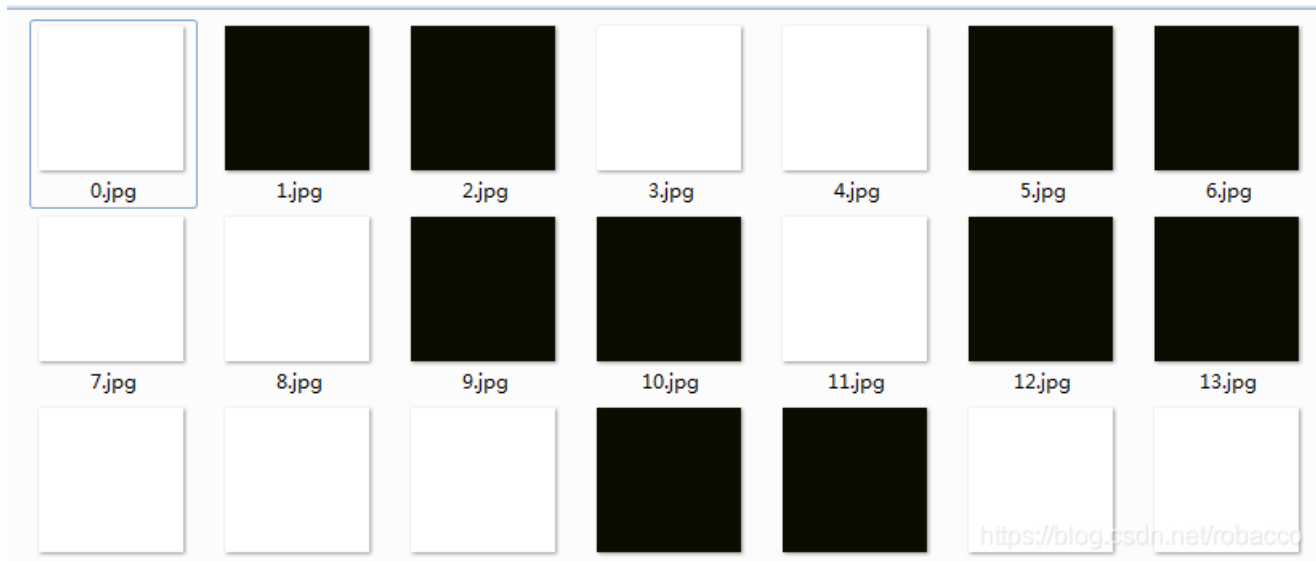 0.jpg 1.jpg 2.jpg 3.jpg 4.jpg 5.jpg 6.jpg
7.jpg 8.jpg 9.jpg 10.jpg 11.jpg 12.jpg 13.jpg
https://blog.csdn.net/robacco